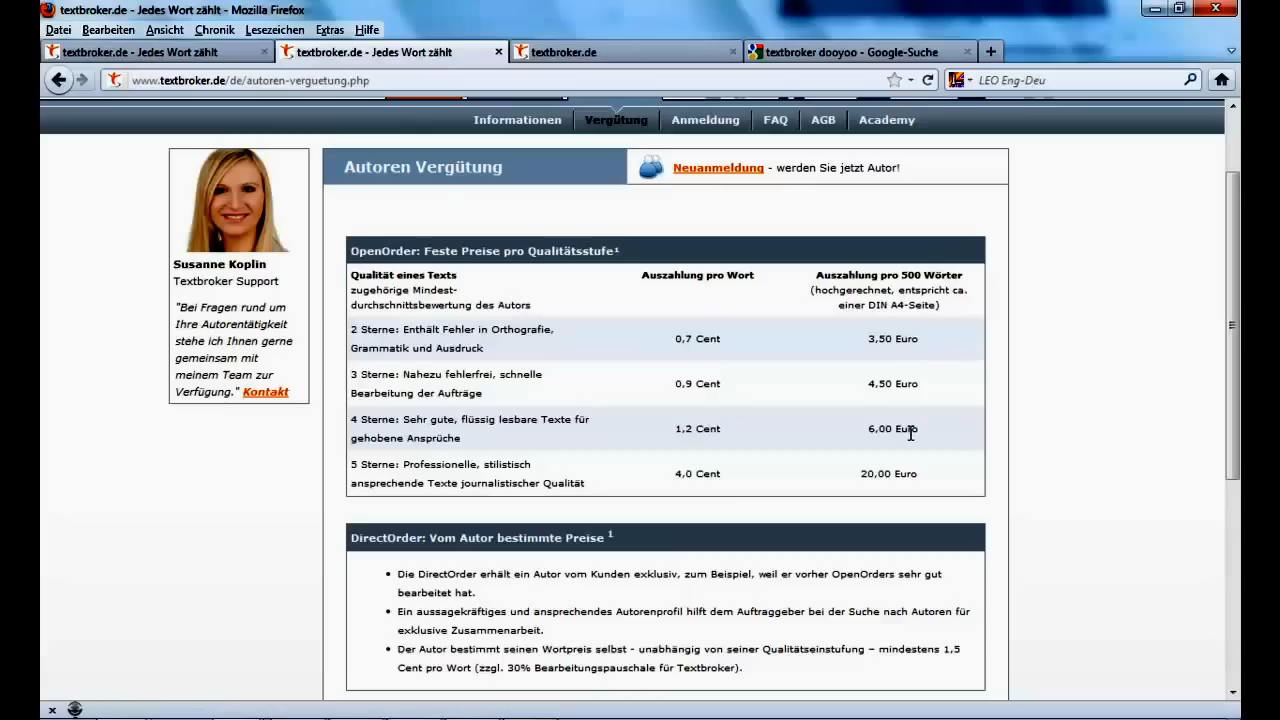 textbroker.de - Jedes Wort zählt - Mozilla Firefox
Datei Bearbeiten Ansicht Chronik Lesezeichen Extras Hilfe
textbroker.de - Jedes Wort zählt textbroker.de - Jedes Wort zählt textbroker.de textbroker dooyoo - Google-Suche
www.textbroker.de/de/autoren-verguetung.php LEO Eng-Deu
Informationen Vergütung Anmeldung FAQ AGB Academy
Autoren Vergütung Neuanmeldung - werden Sie jetzt Autor!
Susanne Koplin
Textbroker Support
"Bei Fragen rund um
Ihre Autorentätigkeit
stehe ich Ihnen gerne
gemeinsam mit
meinem Team zur
Verfügung." Kontakt
OpenOrder: Feste Preise pro Qualitätsstufe¹
Qualität eines Texts Auszahlung pro Wort Auszahlung pro 500 Wörter
zugehörige Mindest- (hochgerechnet, entspricht ca.
durchschnittsbewertung des Autors einer DIN A4-Seite)
2 Sterne: Enthält Fehler in Orthografie,
Grammatik und Ausdruck 0,7 Cent 3,50 Euro
3 Sterne: Nahezu fehlerfrei, schnelle
Bearbeitung der Aufträge 0,9 Cent 4,50 Euro
4 Sterne: Sehr gute, flüssig lesbare Texte für
gehobene Ansprüche 1,2 Cent 6,00 Euro
5 Sterne: Professionelle, stilistisch
ansprechende Texte journalistischer Qualität 4,0 Cent 20,00 Euro
DirectOrder: Vom Autor bestimmte Preise ¹
• Die DirectOrder erhält ein Autor vom Kunden exklusiv, zum Beispiel, weil er vorher OpenOrders sehr gut
bearbeitet hat.
• Ein aussagekräftiges und ansprechendes Autorenprofil hilft dem Auftraggeber bei der Suche nach Autoren für
exklusive Zusammenarbeit.
• Der Autor bestimmt seinen Wortpreis selbst - unabhängig von seiner Qualitätseinstufung – mindestens 1,5
Cent pro Wort (zzgl. 30% Bearbeitungspauschale für Textbroker).